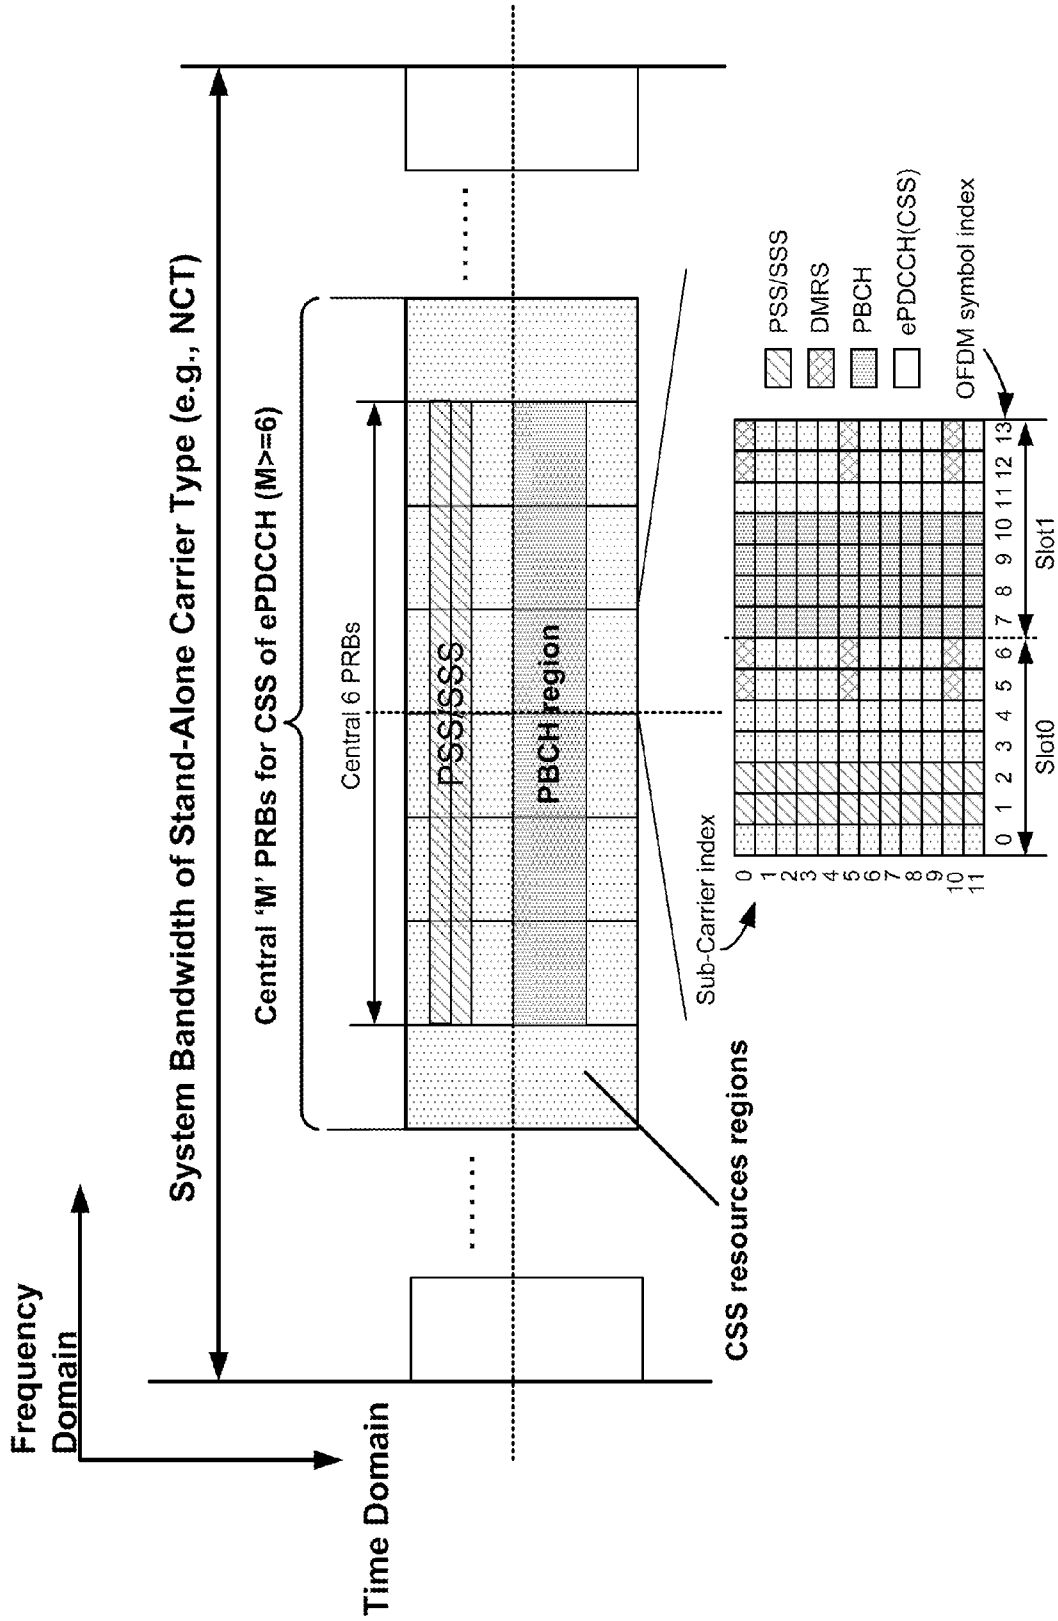 Frequency
Domain
Time Domain
System Bandwidth of Stand-Alone Carrier Type (e.g., NCT)
Central ‘M’ PRBs for CSS of ePDCCH (M>=6)
Central 6 PRBs
PSS/SSS
PBCH region
CSS resources regions
Sub-Carrier index
0
1
2
3
4
5
6
7
8
9
10
11
0 1 2 3 4 5 6 7 8 9 10 11 12 13
Slot0 Slot1
OFDM symbol index
PSS/SSS
DMRS
PBCH
ePDCCH(CSS)